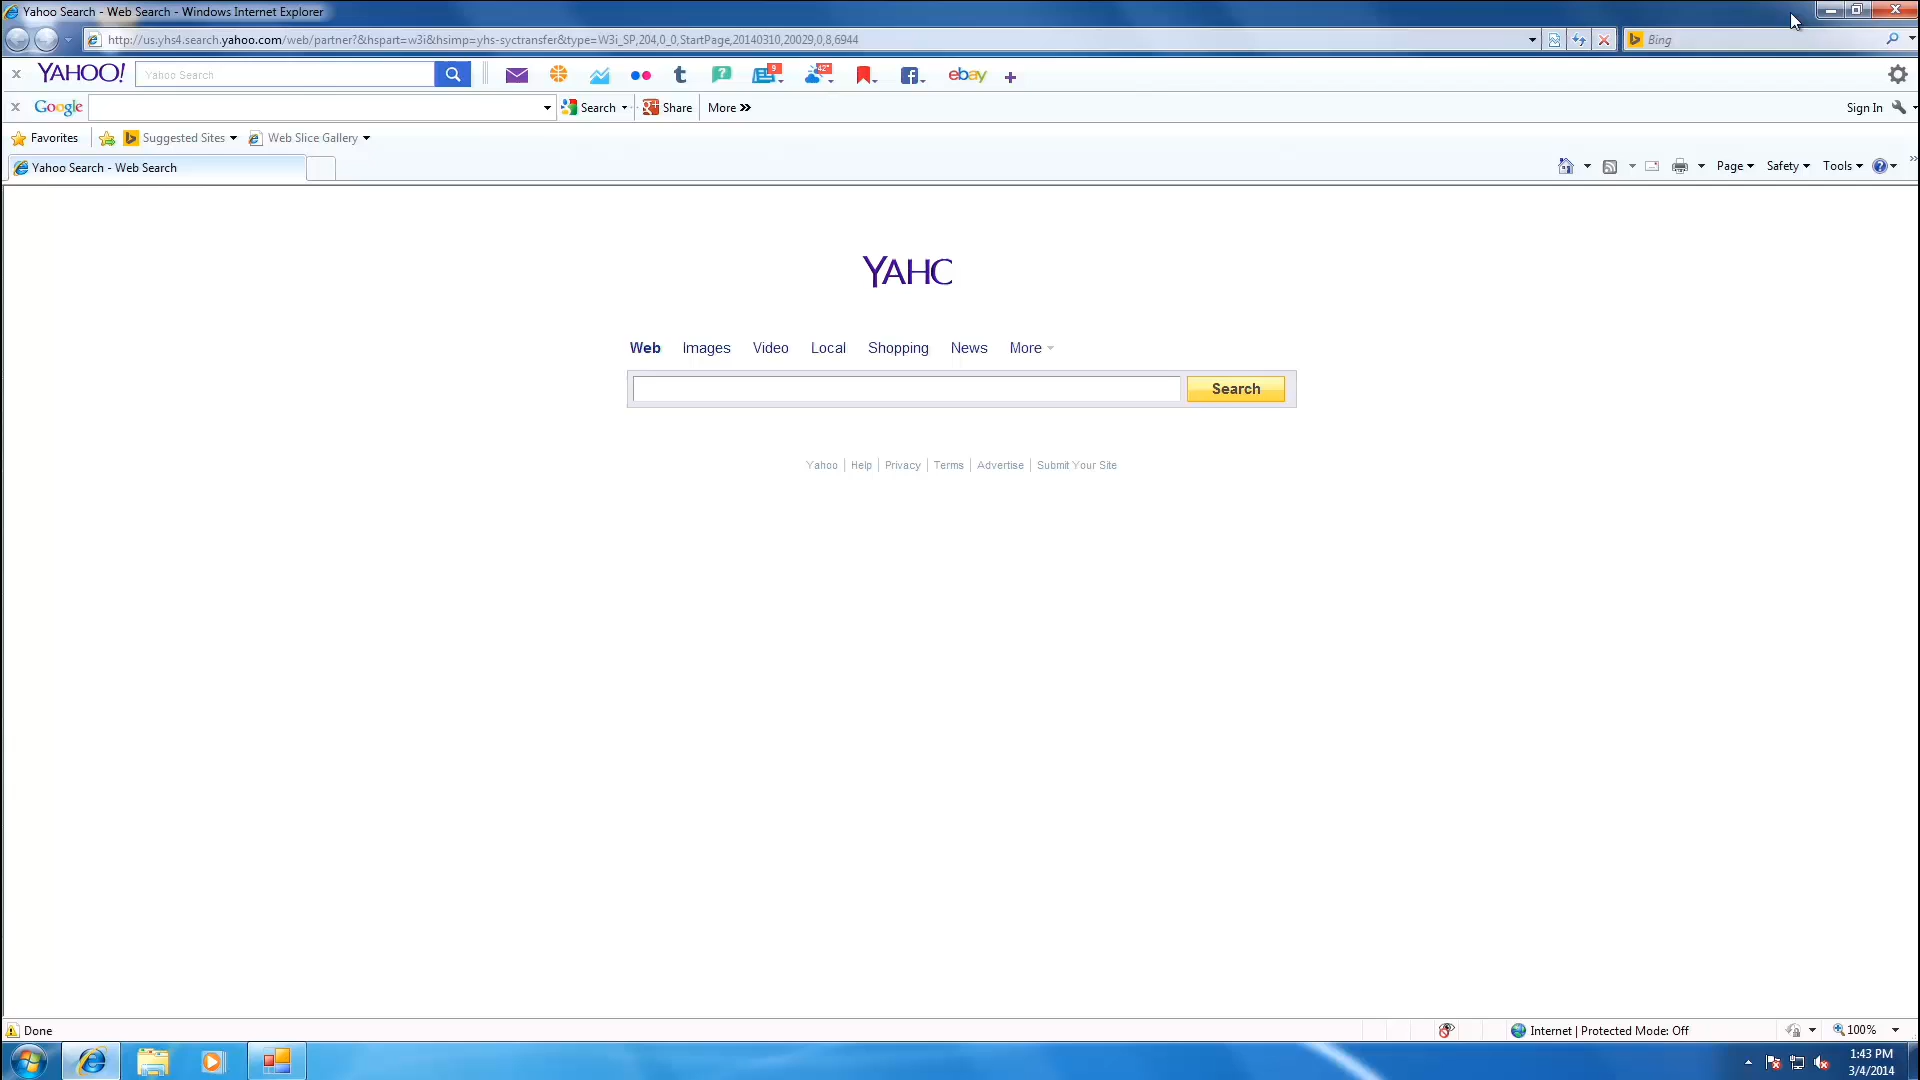 Yahoo Search - Web Search - Windows Internet Explorer
http://us.yhs4.search.yahoo.com/web/partner?&hspart=w3i&hsimp=yhs-syctransfer&type=W3i_SP,204,0_0,StartPage,20140310,20029,0,8,6944
Bing
YAHOO! Yahoo Search t ? 9 42° f ebay +
Google Search Share More » Sign In
Favorites Suggested Sites Web Slice Gallery
Yahoo Search - Web Search Page Safety Tools ?
YAHC
Web Images Video Local Shopping News More
Search
Yahoo | Help | Privacy | Terms | Advertise | Submit Your Site
Done Internet | Protected Mode: Off 100%
1:43 PM
3/4/2014